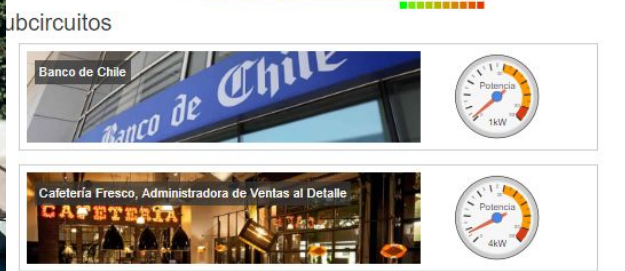 ubcircuitos
Banco de Chile
Banco de Chile
Potencia
1kW
Cafetería Fresco, Administradora de Ventas al Detalle
CAFETERIA
Potencia
4kW